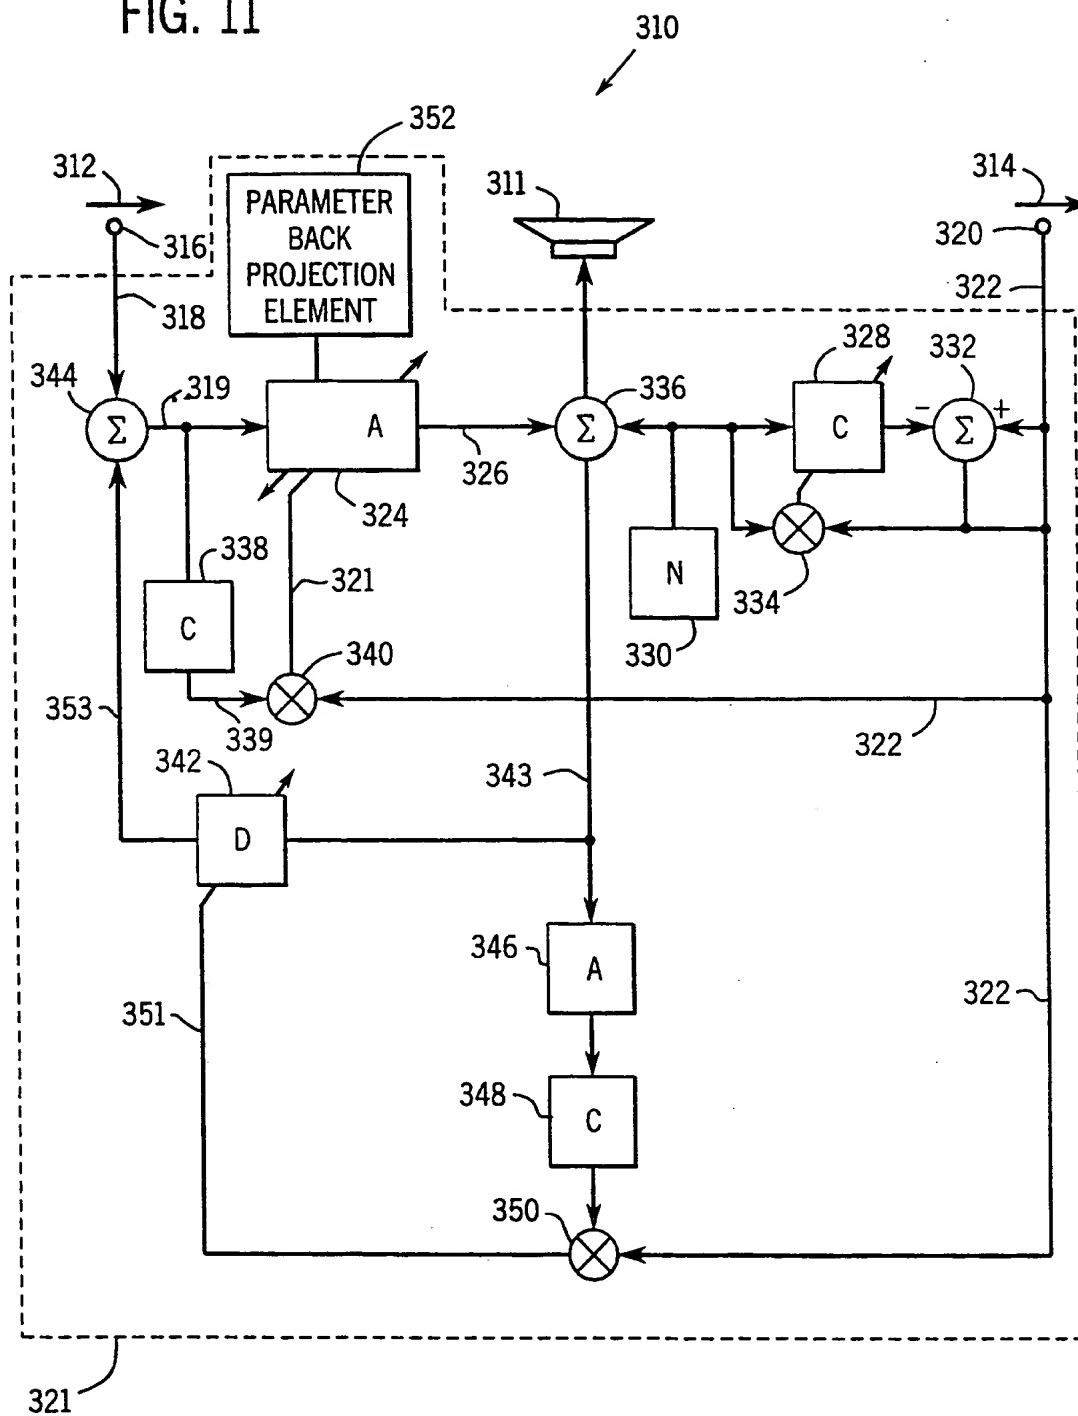 FIG. 11
310
352
312
311
314
PARAMETER
BACK
PROJECTION
ELEMENT
316
320
322
318
328
332
344
319
336
Σ
A
Σ
C
-
Σ
+
326
324
338
321
N
334
C
330
340
353
339
322
342
343
D
346
A
322
351
348
C
350
321